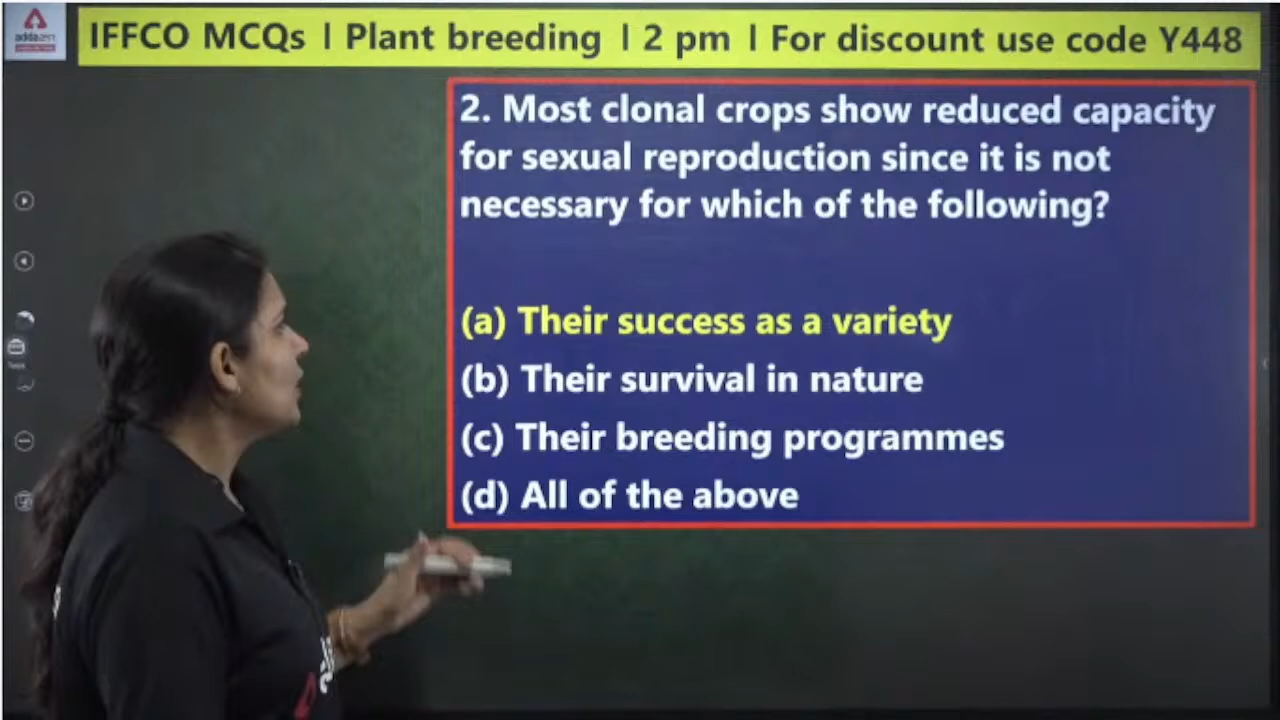 adda247
IFFCO MCQs I Plant breeding I 2 pm I For discount use code Y448
2. Most clonal crops show reduced capacity
for sexual reproduction since it is not
necessary for which of the following?
(a) Their success as a variety
(b) Their survival in nature
(c) Their breeding programmes
(d) All of the above